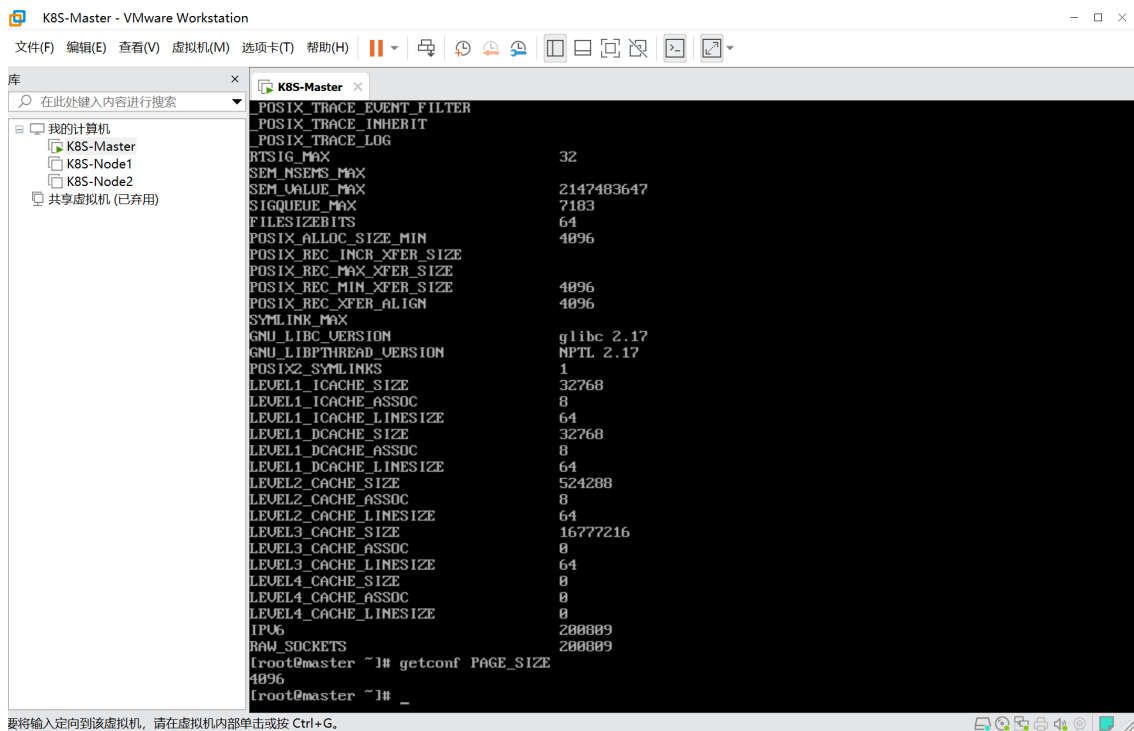 K8S-Master - VMware Workstation
文件(F) 编辑(E) 查看(V) 虚拟机(M) 选项卡(T) 帮助(H)
库
在此处键入内容进行搜索
我的计算机
K8S-Master
K8S-Node1
K8S-Node2
共享虚拟机 (已弃用)
K8S-Master
_POSIX_TRACE_EVENT_FILTER
_POSIX_TRACE_INHERIT
_POSIX_TRACE_LOG
RTSIG_MAX 32
SEM_NSEMS_MAX
SEM_VALUE_MAX 2147483647
SIGQUEUE_MAX 7183
FILESIZEBITS 64
POSIX_ALLOC_SIZE_MIN 4096
POSIX_REC_INCR_XFER_SIZE
POSIX_REC_MAX_XFER_SIZE
POSIX_REC_MIN_XFER_SIZE 4096
POSIX_REC_XFER_ALIGN 4096
SYMLINK_MAX
GNU_LIBC_VERSION glibc 2.17
GNU_LIBPTHREAD_VERSION NPTL 2.17
POSIX2_SYMLINKS 1
LEVEL1_ICACHE_SIZE 32768
LEVEL1_ICACHE_ASSOC 8
LEVEL1_ICACHE_LINESIZE 64
LEVEL1_DCACHE_SIZE 32768
LEVEL1_DCACHE_ASSOC 8
LEVEL1_DCACHE_LINESIZE 64
LEVEL2_CACHE_SIZE 524288
LEVEL2_CACHE_ASSOC 8
LEVEL2_CACHE_LINESIZE 64
LEVEL3_CACHE_SIZE 16777216
LEVEL3_CACHE_ASSOC 0
LEVEL3_CACHE_LINESIZE 64
LEVEL4_CACHE_SIZE 0
LEVEL4_CACHE_ASSOC 0
LEVEL4_CACHE_LINESIZE 0
IPV6 200809
RAW_SOCKETS 200809
[root@master ~]# getconf PAGE_SIZE
4096
[root@master ~]# _
要将输入定向到该虚拟机，请在虚拟机内部单击或按 Ctrl+G。